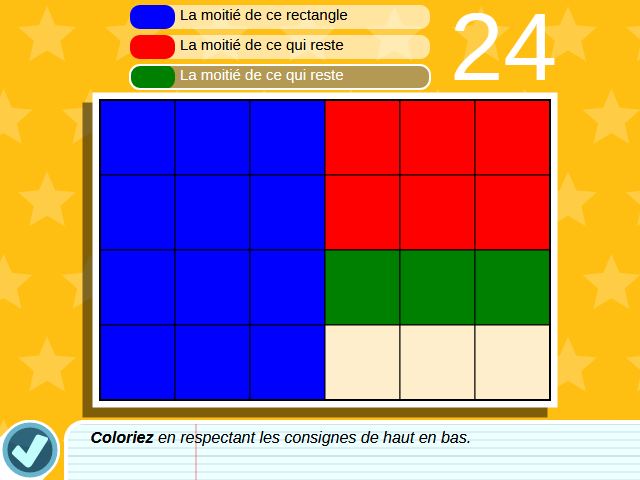 La moitié de ce rectangle
La moitié de ce qui reste
La moitié de ce qui reste
24
Coloriez en respectant les consignes de haut en bas.